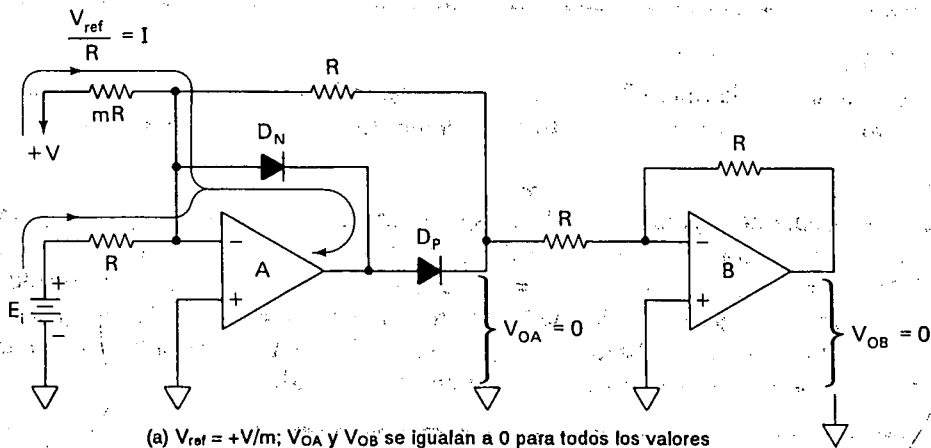 V_ref / R = I
R
mR
+V
D_N
R
R
E_i
+
−
−
A
+
D_P
R
−
B
+
V_OA = 0
V_OB = 0
(a) V_ref = +V/m; V_OA y V_OB se igualan a 0 para todos los valores